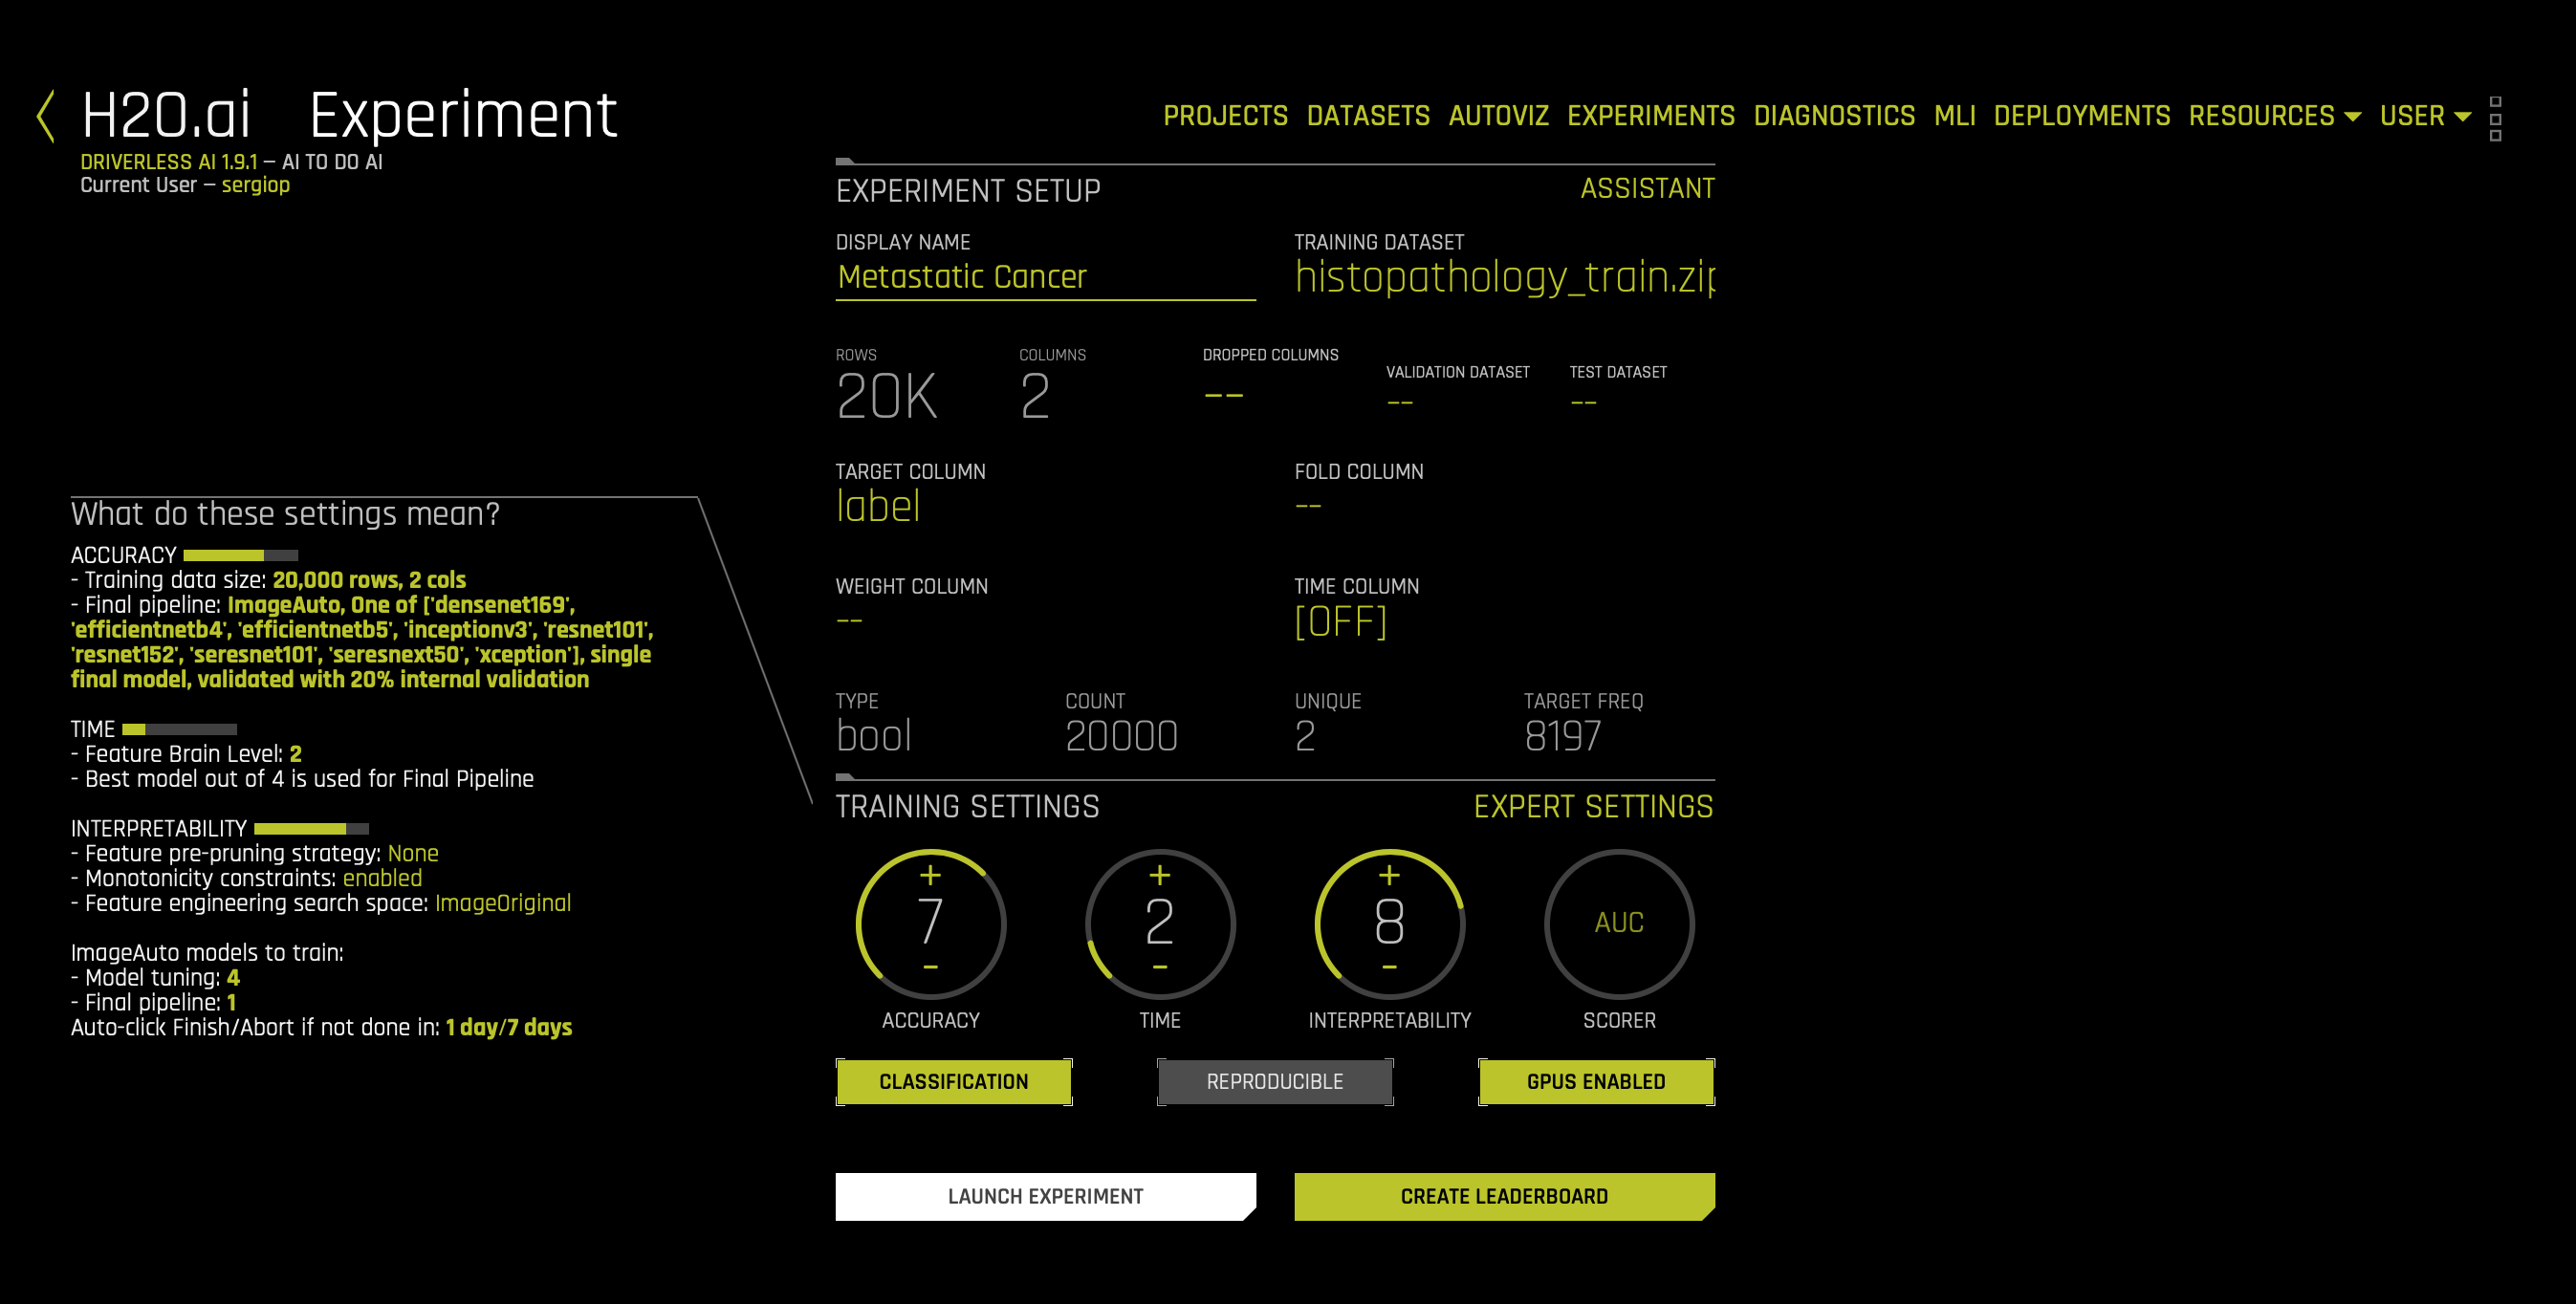 H2O.ai Experiment
DRIVERLESS AI 1.9.1 – AI TO DO AI
Current User – sergiop
PROJECTS DATASETS AUTOVIZ EXPERIMENTS DIAGNOSTICS MLI DEPLOYMENTS RESOURCES USER
What do these settings mean?
ACCURACY
- Training data size: 20,000 rows, 2 cols
- Final pipeline: ImageAuto, One of ['densenet169',
'efficientnetb4', 'efficientnetb5', 'inceptionv3', 'resnet101',
'resnet152', 'seresnet101', 'seresnext50', 'xception'], single
final model, validated with 20% internal validation
TIME
- Feature Brain Level: 2
- Best model out of 4 is used for Final Pipeline
INTERPRETABILITY
- Feature pre-pruning strategy: None
- Monotonicity constraints: enabled
- Feature engineering search space: ImageOriginal
ImageAuto models to train:
- Model tuning: 4
- Final pipeline: 1
Auto-click Finish/Abort if not done in: 1 day/7 days
EXPERIMENT SETUP ASSISTANT
DISPLAY NAME TRAINING DATASET
Metastatic Cancer histopathology_train.zip
ROWS COLUMNS DROPPED COLUMNS VALIDATION DATASET TEST DATASET
20K 2 -- -- --
TARGET COLUMN FOLD COLUMN
label --
WEIGHT COLUMN TIME COLUMN
-- [OFF]
TYPE COUNT UNIQUE TARGET FREQ
bool 20000 2 8197
TRAINING SETTINGS EXPERT SETTINGS
+ + +
7 2 8 AUC
- - -
ACCURACY TIME INTERPRETABILITY SCORER
CLASSIFICATION REPRODUCIBLE GPUS ENABLED
LAUNCH EXPERIMENT CREATE LEADERBOARD